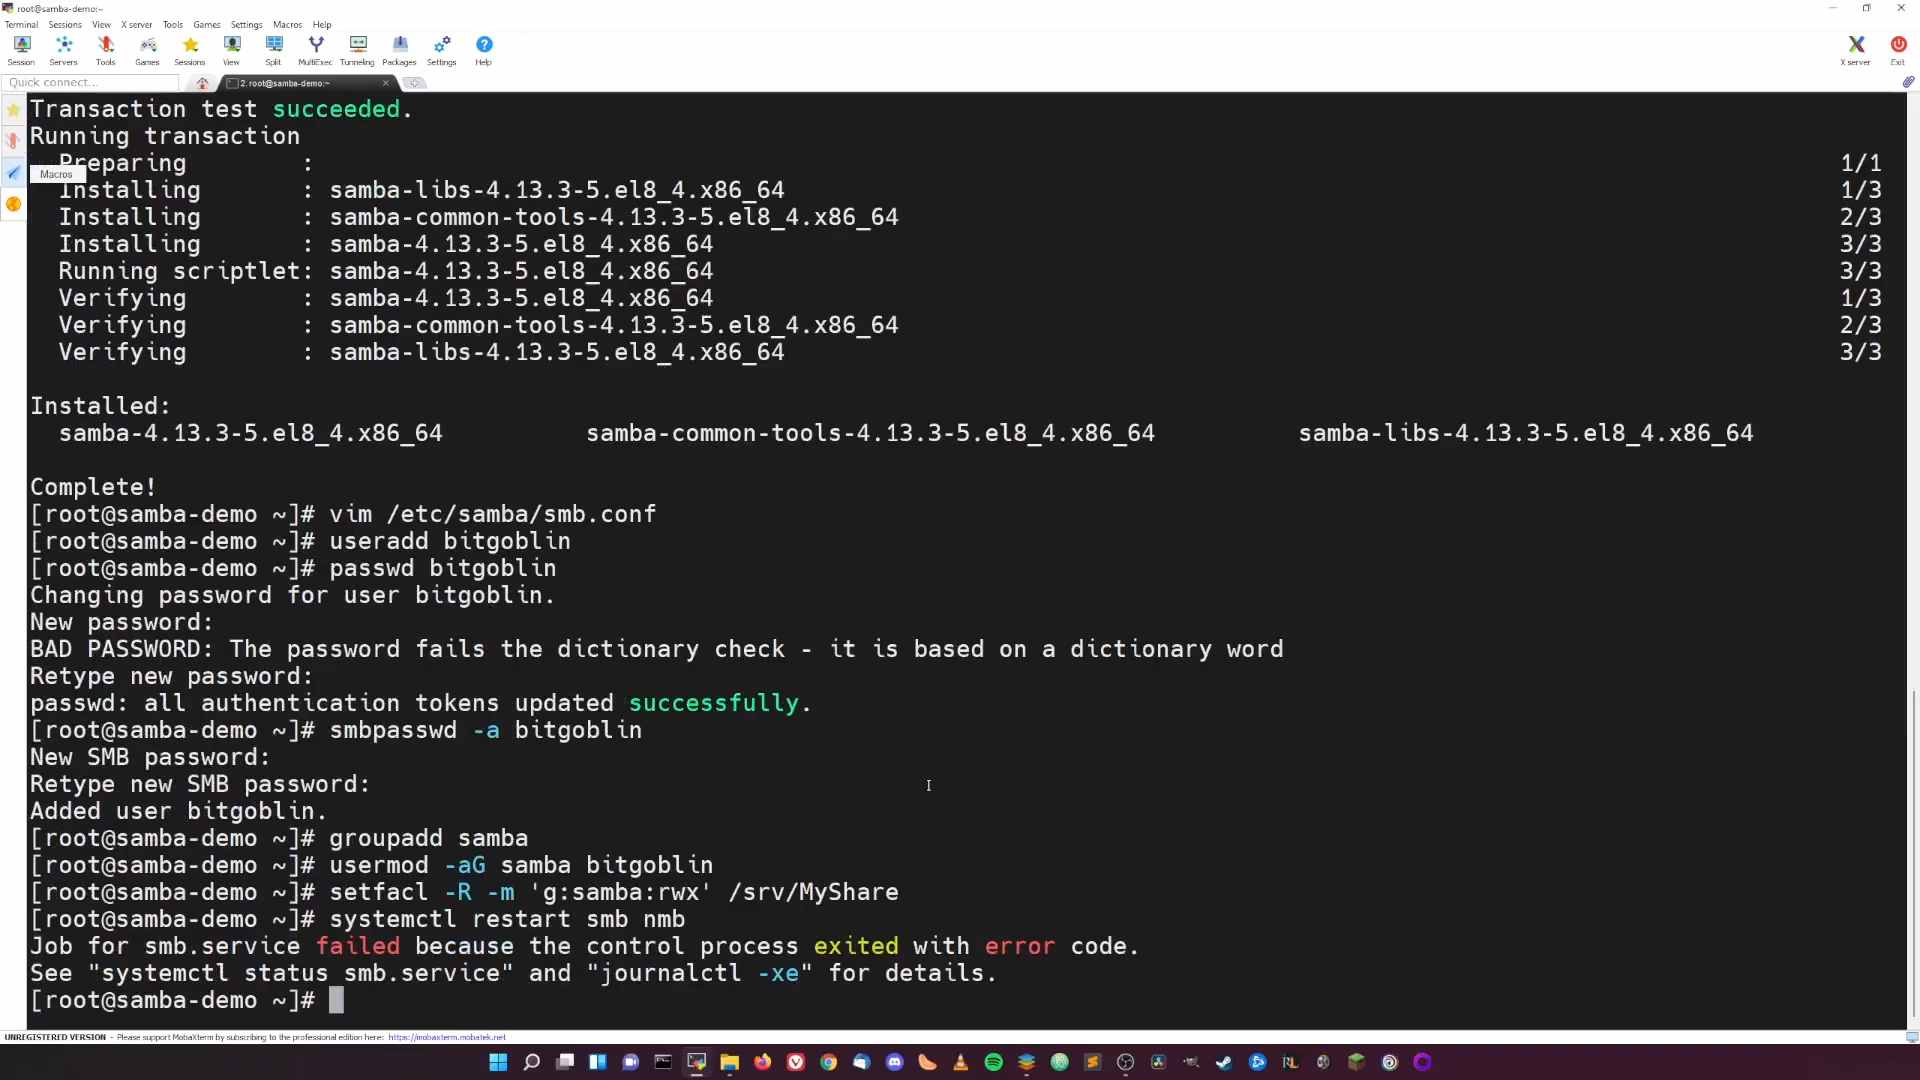 root@samba-demo:~
Terminal Sessions View X server Tools Games Settings Macros Help
Session Servers Tools Games Sessions View Split MultiExec Tunneling Packages Settings Help X server Exit
Quick connect... 2. root@samba-demo:~
Transaction test succeeded.
Running transaction
Preparing : 1/1
Macros
Installing : samba-libs-4.13.3-5.el8_4.x86_64 1/3
Installing : samba-common-tools-4.13.3-5.el8_4.x86_64 2/3
Installing : samba-4.13.3-5.el8_4.x86_64 3/3
Running scriptlet: samba-4.13.3-5.el8_4.x86_64 3/3
Verifying : samba-4.13.3-5.el8_4.x86_64 1/3
Verifying : samba-common-tools-4.13.3-5.el8_4.x86_64 2/3
Verifying : samba-libs-4.13.3-5.el8_4.x86_64 3/3
Installed:
samba-4.13.3-5.el8_4.x86_64 samba-common-tools-4.13.3-5.el8_4.x86_64 samba-libs-4.13.3-5.el8_4.x86_64
Complete!
[root@samba-demo ~]# vim /etc/samba/smb.conf
[root@samba-demo ~]# useradd bitgoblin
[root@samba-demo ~]# passwd bitgoblin
Changing password for user bitgoblin.
New password:
BAD PASSWORD: The password fails the dictionary check - it is based on a dictionary word
Retype new password:
passwd: all authentication tokens updated successfully.
[root@samba-demo ~]# smbpasswd -a bitgoblin
New SMB password:
Retype new SMB password:
Added user bitgoblin.
[root@samba-demo ~]# groupadd samba
[root@samba-demo ~]# usermod -aG samba bitgoblin
[root@samba-demo ~]# setfacl -R -m 'g:samba:rwx' /srv/MyShare
[root@samba-demo ~]# systemctl restart smb nmb
Job for smb.service failed because the control process exited with error code.
See "systemctl status smb.service" and "journalctl -xe" for details.
[root@samba-demo ~]#
UNREGISTERED VERSION - Please support MobaXterm by subscribing to the professional edition here: https://mobaxterm.mobatek.net